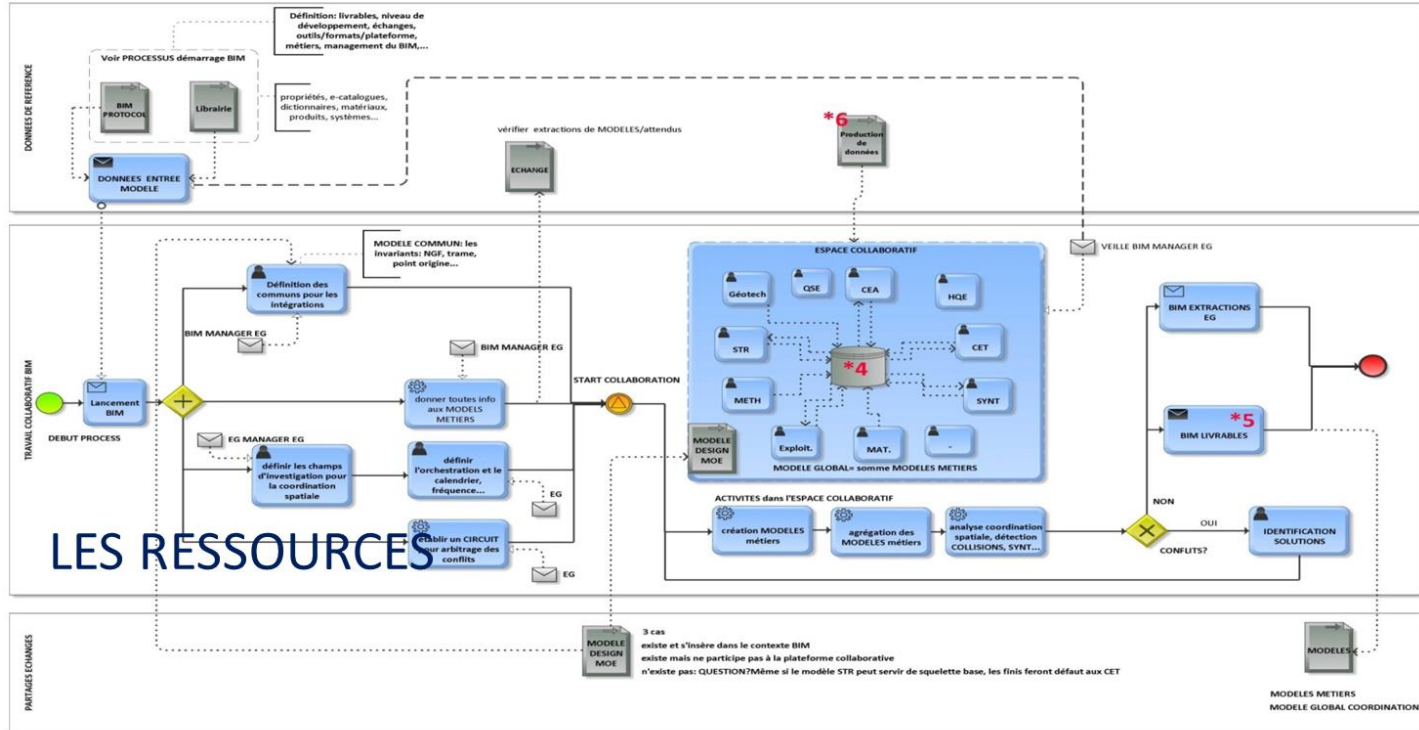 DONNEES DE REFERENCE
Définition: livrables, niveau de
développement, échanges,
outils/formats/plateforme,
métiers, management du BIM,...
Voir PROCESSUS démarrage BIM
BIM
PROTOCOL
Librairie
propriétés, e-catalogues,
dictionnaires, matériaux,
produits, systèmes...
DONNEES ENTREE
MODELE
vérifier extractions de MODELES/attendus
ECHANGE
*6
Production
de
données
TRAVAIL COLLABORATIF BIM
MODELE COMMUN: les
invariants: NGF, trame,
point origine...
Définition des
communs pour les
intégrations
BIM MANAGER EG
BIM MANAGER EG
Lancement
BIM
DEBUT PROCESS
donner toutes info
aux MODELS
METIERS
START COLLABORATION
EG MANAGER EG
définir les champs
d'investigation pour
la coordination
spatiale
définir
l'orchestration et le
calendrier,
fréquence...
EG
établir un CIRCUIT
pour arbitrage des
conflits
EG
LES RESSOURCES
ESPACE COLLABORATIF
Géotech
QSE
CEA
HQE
STR
CET
*4
METH
SYNT
Exploit.
MAT.
-
MODELE
DESIGN
MOE
MODELE GLOBAL= somme MODELES METIERS
VEILLE BIM MANAGER EG
ACTIVITES dans l'ESPACE COLLABORATIF
création MODELES
métiers
agrégation des
MODELES métiers
analyse coordination
spatiale, détection
COLLISIONS, SYNT...
BIM EXTRACTIONS
EG
*5
BIM LIVRABLES
NON
OUI
CONFLITS?
IDENTIFICATION
SOLUTIONS
PARTAGES ECHANGES
MODELE
DESIGN
MOE
3 cas
existe et s'insère dans le contexte BIM
existe mais ne participe pas à la plateforme collaborative
n'existe pas: QUESTION?Même si le modèle STR peut servir de squelette base, les finis feront défaut aux CET
MODELES
MODELES METIERS
MODELE GLOBAL COORDINATION